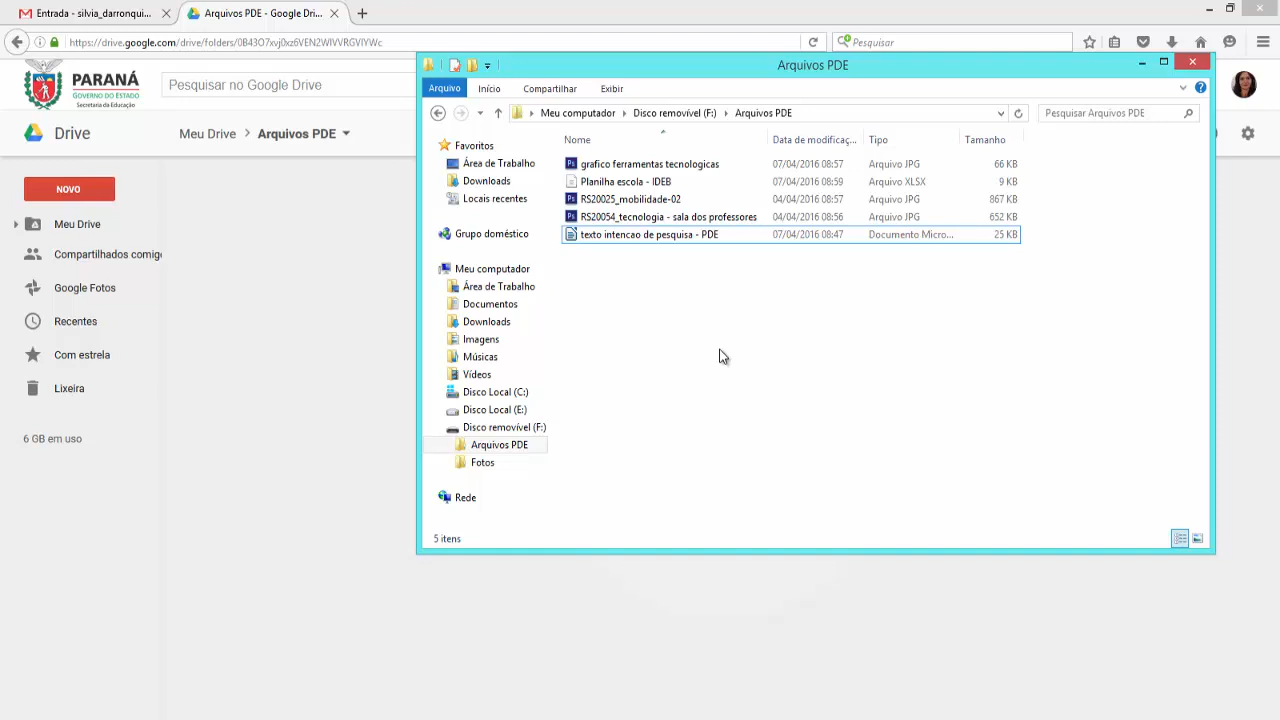 Entrada - silvia_darronqui...
Arquivos PDE - Google Dri...
https://drive.google.com/drive/folders/0B43O7xvj0xz6VEN2WlVVRGVIYWc
Pesquisar
PARANÁ
GOVERNO DO ESTADO
Secretaria da Educação
Pesquisar no Google Drive
Drive
Meu Drive > Arquivos PDE
NOVO
Meu Drive
Compartilhados comigo
Google Fotos
Recentes
Com estrela
Lixeira
6 GB em uso
Arquivos PDE
Arquivo Início Compartilhar Exibir
Meu computador Disco removível (F:) Arquivos PDE
Pesquisar Arquivos PDE
Favoritos
Área de Trabalho
Downloads
Locais recentes
Grupo doméstico
Meu computador
Área de Trabalho
Documentos
Downloads
Imagens
Músicas
Vídeos
Disco Local (C:)
Disco Local (E:)
Disco removível (F:)
Arquivos PDE
Fotos
Rede
Nome Data de modificaç... Tipo Tamanho
grafico ferramentas tecnologicas 07/04/2016 08:57 Arquivo JPG 66 KB
Planilha escola - IDEB 07/04/2016 08:59 Arquivo XLSX 9 KB
RS20025_mobilidade-02 04/04/2016 08:57 Arquivo JPG 867 KB
RS20054_tecnologia - sala dos professores 04/04/2016 08:56 Arquivo JPG 652 KB
texto intencao de pesquisa - PDE 07/04/2016 08:47 Documento Micro... 25 KB
5 itens